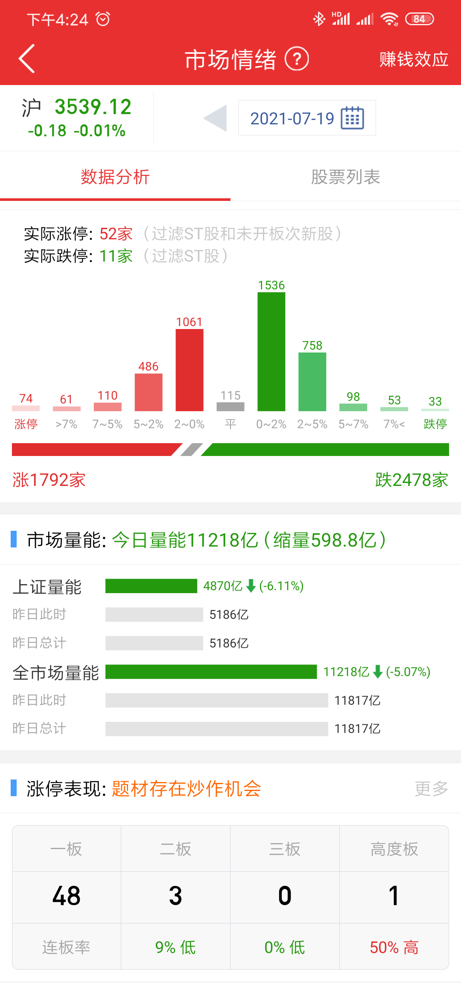 下午4:24 HD 84
市场情绪 ? 赚钱效应
沪 3539.12
-0.18 -0.01%
2021-07-19
数据分析 股票列表
实际涨停: 52家（过滤ST股和未开板次新股）
实际跌停: 11家（过滤ST股）
74 61 110 486 1061 115 1536 758 98 53 33
涨停 >7% 7~5% 5~2% 2~0% 平 0~2% 2~5% 5~7% 7%< 跌停
涨1792家 跌2478家
市场量能: 今日量能11218亿（缩量598.8亿）
上证量能 4870亿 (-6.11%)
昨日此时 5186亿
昨日总计 5186亿
全市场量能 11218亿 (-5.07%)
昨日此时 11817亿
昨日总计 11817亿
涨停表现: 题材存在炒作机会 更多
一板 二板 三板 高度板
48 3 0 1
连板率 9% 低 0% 低 50% 高